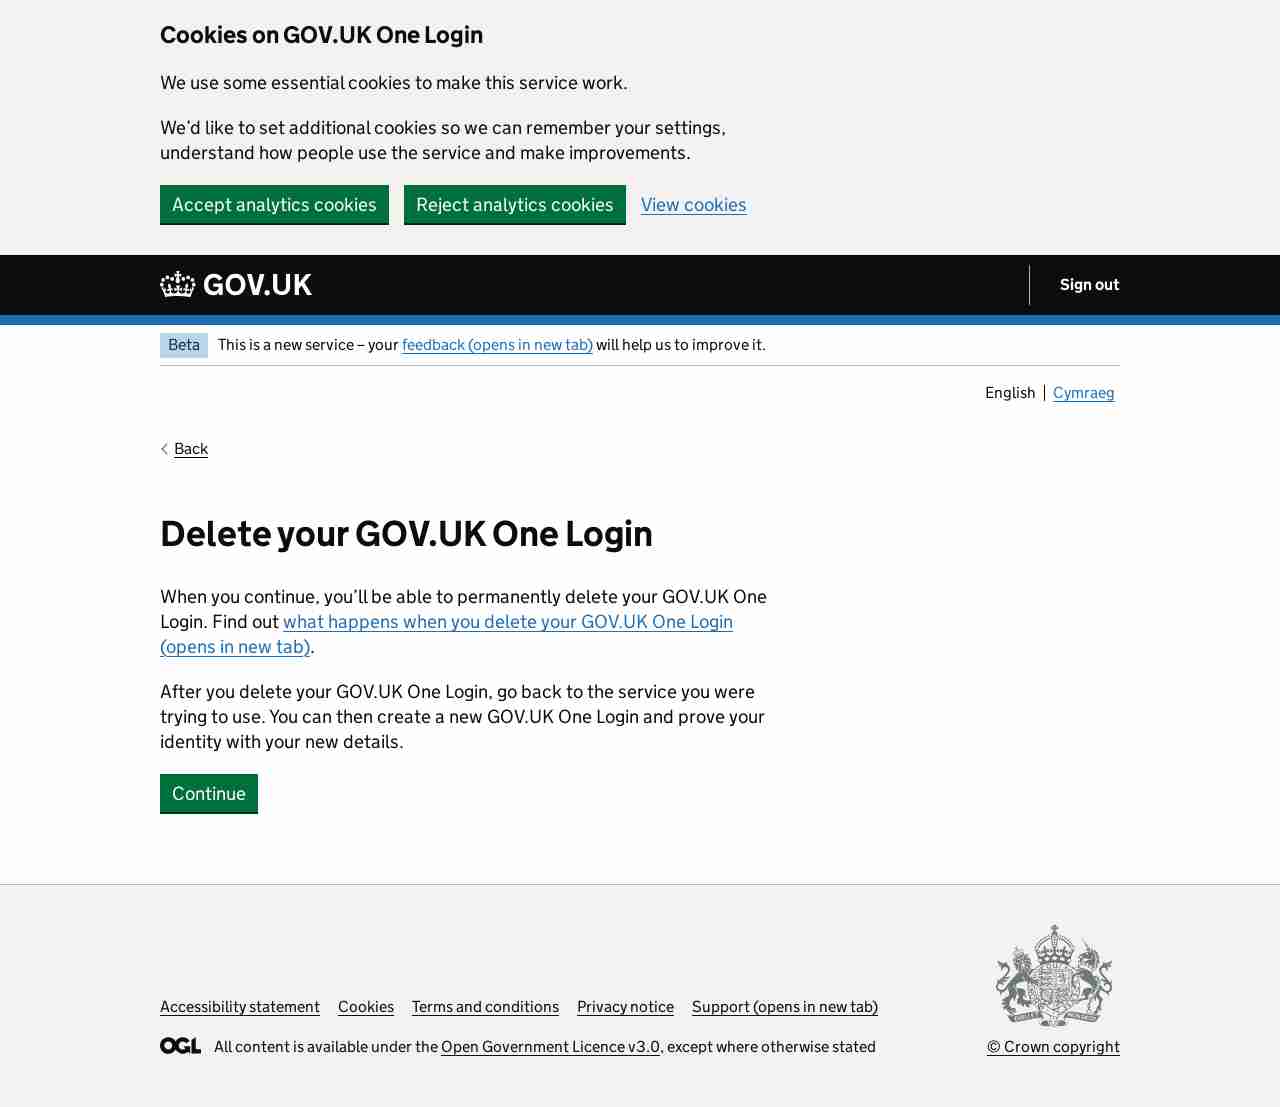 Cookies on GOV.UK One Login
We use some essential cookies to make this service work.
We’d like to set additional cookies so we can remember your settings,
understand how people use the service and make improvements.
Accept analytics cookies Reject analytics cookies View cookies
GOV.UK Sign out
Beta This is a new service – your feedback (opens in new tab) will help us to improve it.
English Cymraeg
Back
Delete your GOV.UK One Login
When you continue, you’ll be able to permanently delete your GOV.UK One
Login. Find out what happens when you delete your GOV.UK One Login
(opens in new tab).
After you delete your GOV.UK One Login, go back to the service you were
trying to use. You can then create a new GOV.UK One Login and prove your
identity with your new details.
Continue
Accessibility statement Cookies Terms and conditions Privacy notice Support (opens in new tab)
OGL All content is available under the Open Government Licence v3.0, except where otherwise stated
© Crown copyright